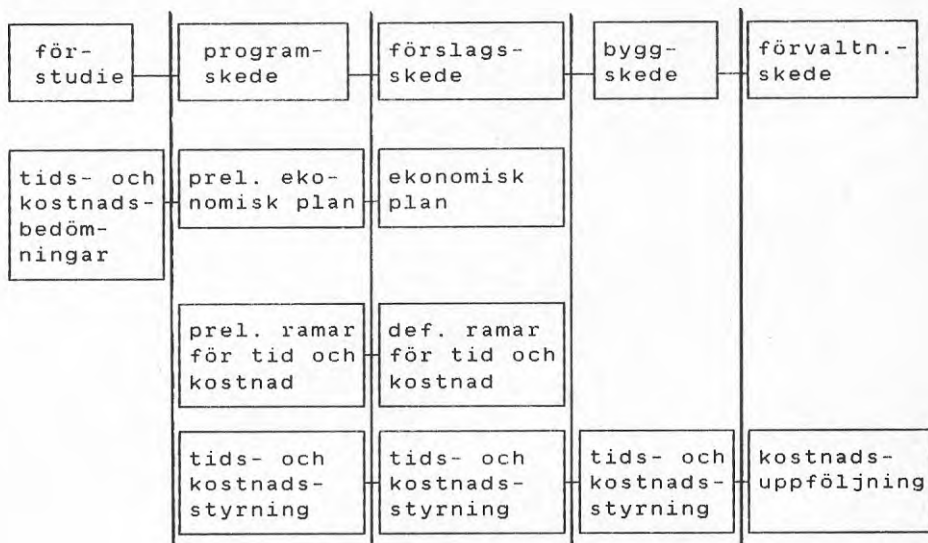 för-
studie
program-
skede
förslags-
skede
bygg-
skede
förvaltn.-
skede
tids- och
kostnads-
bedöm-
ningar
prel. eko-
nomisk plan
ekonomisk
plan
prel. ramar
för tid och
kostnad
def. ramar
för tid och
kostnad
tids- och
kostnads-
styrning
tids- och
kostnads-
styrning
tids- och
kostnads-
styrning
kostnads-
uppföljning